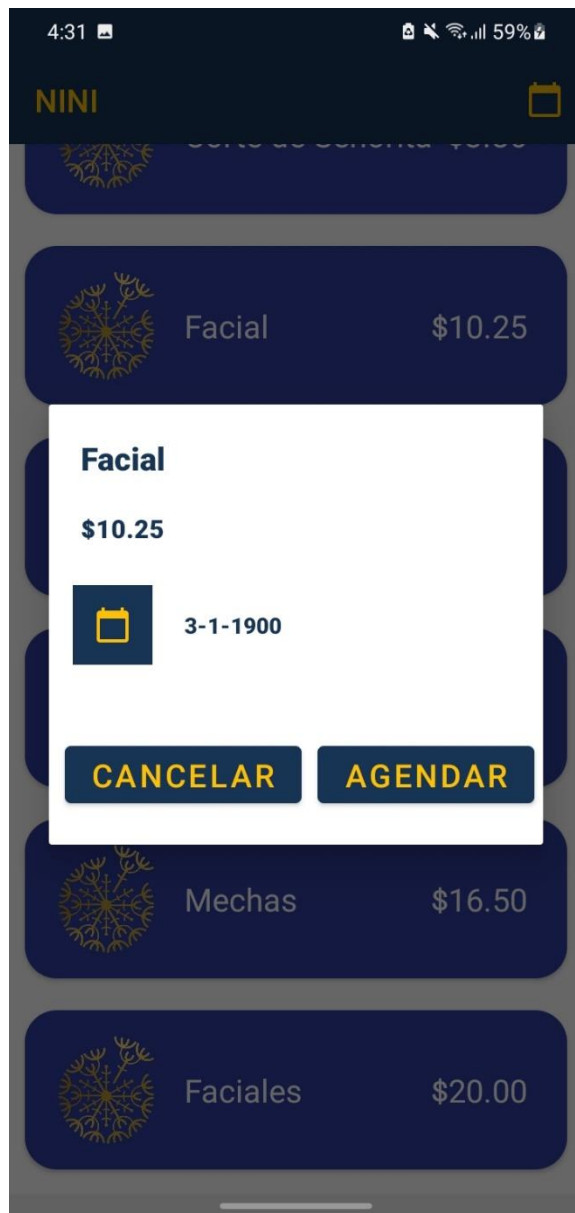 4:31 59%
NINI
Facial $10.25
Facial
$10.25
3-1-1900
CANCELAR AGENDAR
Mechas $16.50
Faciales $20.00